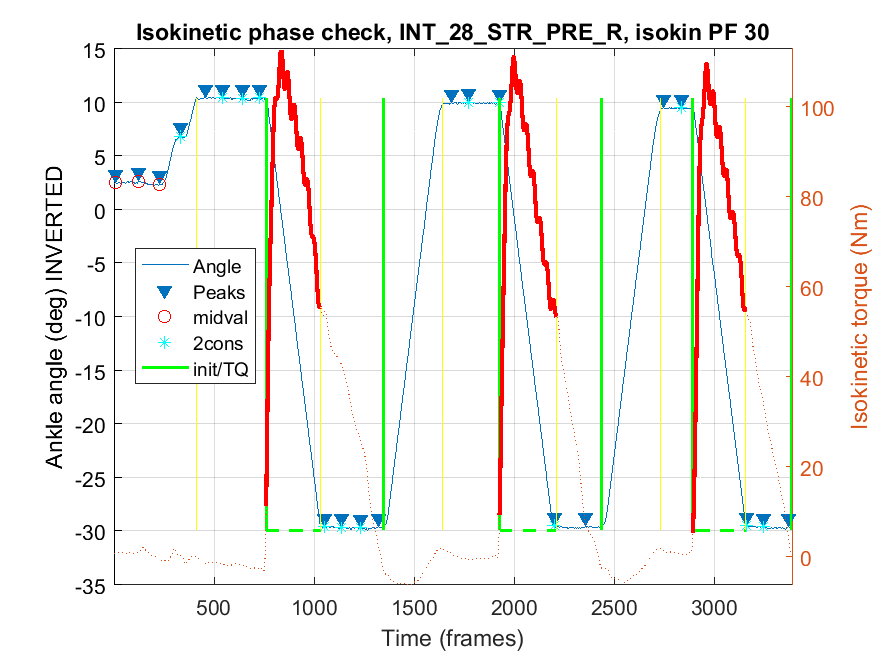 Isokinetic phase check, INT_28_STR_PRE_R, isokin PF 30
Ankle angle (deg) INVERTED
15
10
5
0
-5
-10
-15
-20
-25
-30
-35
Angle
Peaks
midval
2cons
init/TQ
100
80
60
40
20
0
Isokinetic torque (Nm)
500
1000
1500
2000
2500
3000
Time (frames)